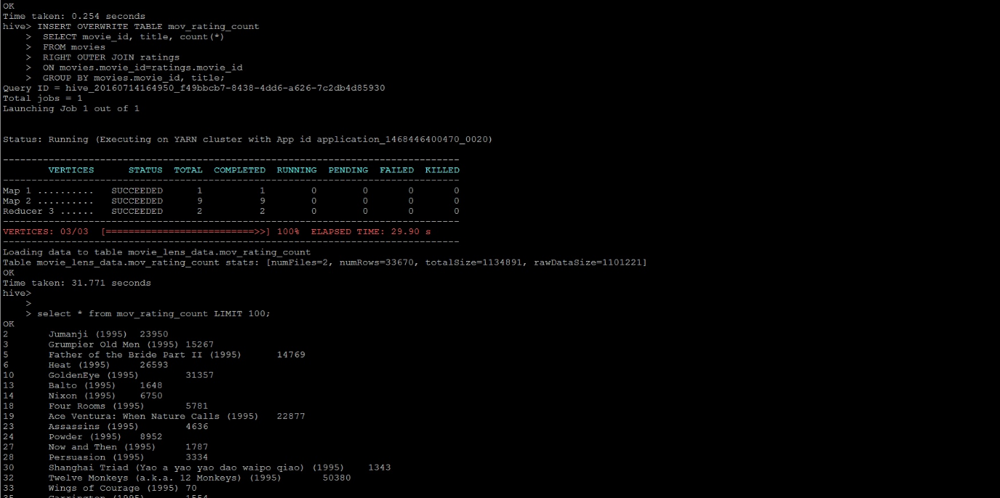 OK
Time taken: 0.254 seconds
hive> INSERT OVERWRITE TABLE mov_rating_count
    >  SELECT movie_id, title, count(*)
    >  FROM movies
    >  RIGHT OUTER JOIN ratings
    >  ON movies.movie_id=ratings.movie_id
    >  GROUP BY movies.movie_id, title;
Query ID = hive_20160714164950_f49bbcb7-8438-4dd6-a626-7c2db4d85930
Total jobs = 1
Launching Job 1 out of 1
Status: Running (Executing on YARN cluster with App id application_1468446400470_0020)
--------------------------------------------------------------------------------
        VERTICES      STATUS  TOTAL  COMPLETED  RUNNING  PENDING  FAILED  KILLED
--------------------------------------------------------------------------------
Map 1 ..........   SUCCEEDED      1          1        0        0       0       0
Map 2 ..........   SUCCEEDED      9          9        0        0       0       0
Reducer 3 ......   SUCCEEDED      2          2        0        0       0       0
--------------------------------------------------------------------------------
VERTICES: 03/03  [==========================>>] 100%  ELAPSED TIME: 29.90 s
--------------------------------------------------------------------------------
Loading data to table movie_lens_data.mov_rating_count
Table movie_lens_data.mov_rating_count stats: [numFiles=2, numRows=33670, totalSize=1134891, rawDataSize=1101221]
OK
Time taken: 31.771 seconds
hive>
    >
    > select * from mov_rating_count LIMIT 100;
OK
2       Jumanji (1995)  23950
3       Grumpier Old Men (1995) 15267
5       Father of the Bride Part II (1995)      14769
6       Heat (1995)     26593
10      GoldenEye (1995)        31357
13      Balto (1995)    1648
14      Nixon (1995)    6750
18      Four Rooms (1995)       5781
19      Ace Ventura: When Nature Calls (1995)   22877
23      Assassins (1995)        4636
24      Powder (1995)   8952
27      Now and Then (1995)     1787
28      Persuasion (1995)       3334
30      Shanghai Triad (Yao a yao yao dao waipo qiao) (1995)    1343
32      Twelve Monkeys (a.k.a. 12 Monkeys) (1995)       50380
33      Wings of Courage (1995) 70
35      Carrington (1995)       1554